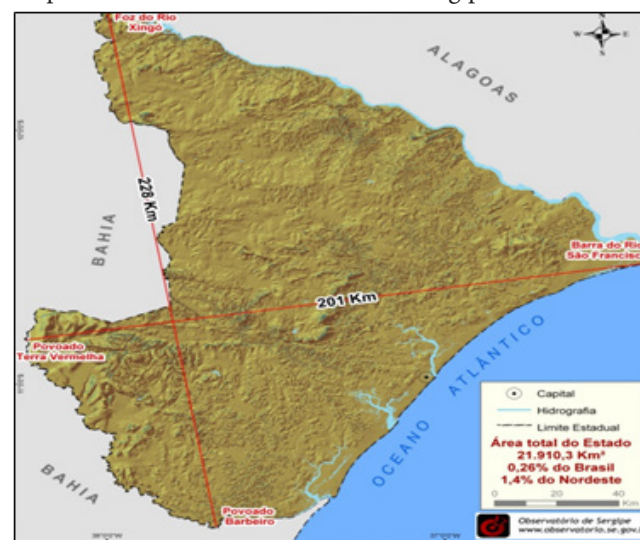 Foz do Rio
Xingó
ALAGOAS
N
W
E
S
228 Km
BAHIA
Barra do Rio
São Francisco
201 Km
Povoado
Terra Vermelha
OCEANO ATLÂNTICO
Capital
Hidrografia
Limite Estadual
Área total do Estado
21.910,3 Km²
0,26% do Brasil
1,4% do Nordeste
0 20 40
Km
BAHIA
Povoado
Barbeiro
Observatório de Sergipe
www.observatorio.se.gov.